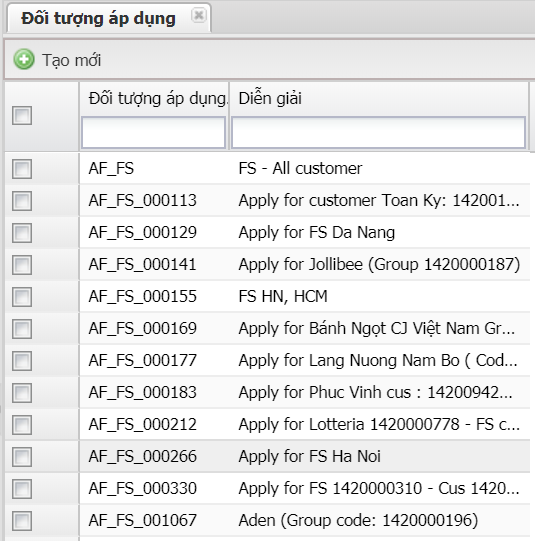 Đối tượng áp dụng
Tạo mới
Đối tượng áp dụng. Diễn giải
AF_FS FS - All customer
AF_FS_000113 Apply for customer Toan Ky: 142001...
AF_FS_000129 Apply for FS Da Nang
AF_FS_000141 Apply for Jollibee (Group 1420000187)
AF_FS_000155 FS HN, HCM
AF_FS_000169 Apply for Bánh Ngọt CJ Việt Nam Gr...
AF_FS_000177 Apply for Lang Nuong Nam Bo ( Cod...
AF_FS_000183 Apply for Phuc Vinh cus : 14200942...
AF_FS_000212 Apply for Lotteria 1420000778 - FS c...
AF_FS_000266 Apply for FS Ha Noi
AF_FS_000330 Apply for FS 1420000310 - Cus 1420...
AF_FS_001067 Aden (Group code: 1420000196)